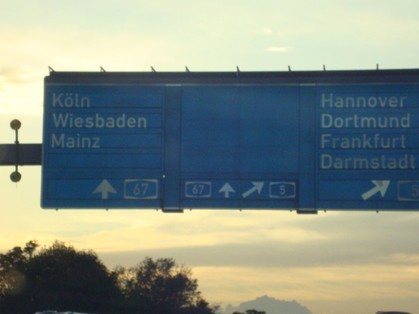 Köln
Wiesbaden
Mainz
67
67 5
Hannover
Dortmund
Frankfurt
Darmstadt